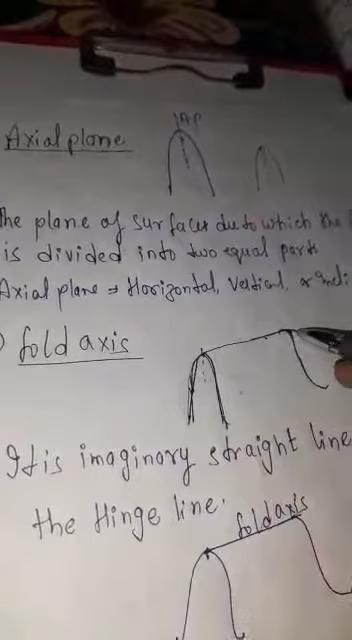 Axial plane
AP
The plane of surfaces due to which the
is divided into two equal parts
Axial plane → Horizontal, Vertical, or
fold axis
It is imaginary straight line
the Hinge line.
fold axis